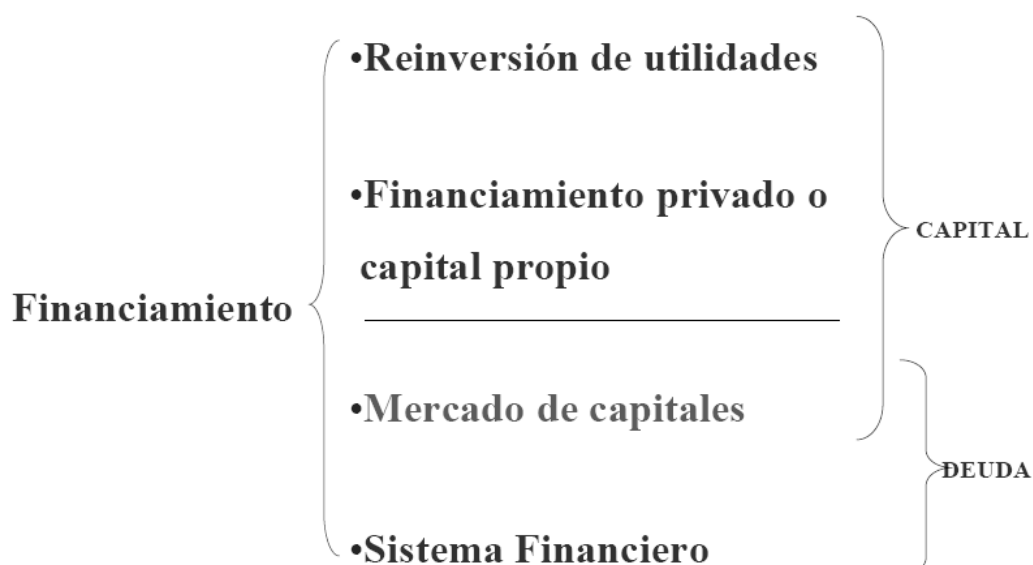 •Reinversión de utilidades
•Financiamiento privado o
CAPITAL
capital propio
Financiamiento
•Mercado de capitales
DEUDA
•Sistema Financiero